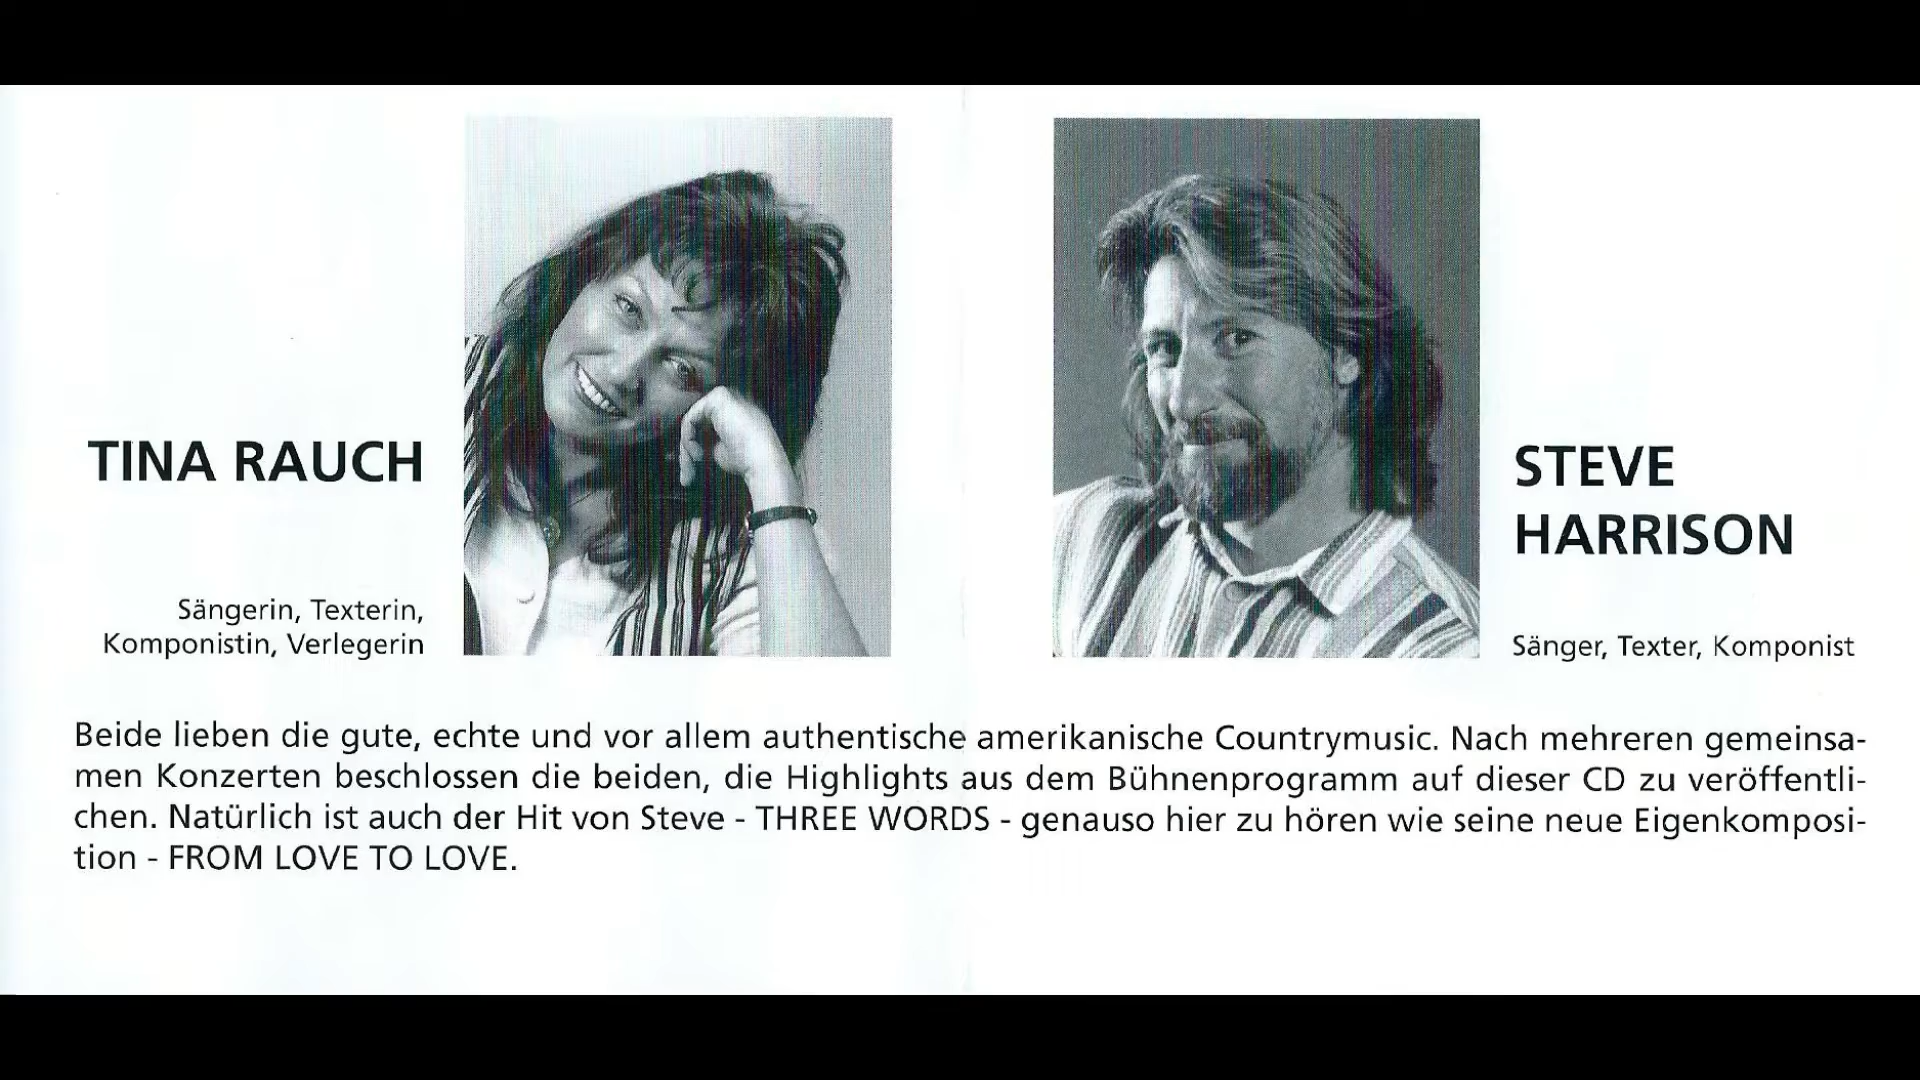 TINA RAUCH
Sängerin, Texterin,
Komponistin, Verlegerin
STEVE
HARRISON
Sänger, Texter, Komponist
Beide lieben die gute, echte und vor allem authentische amerikanische Countrymusic. Nach mehreren gemeinsa-
men Konzerten beschlossen die beiden, die Highlights aus dem Bühnenprogramm auf dieser CD zu veröffentli-
chen. Natürlich ist auch der Hit von Steve - THREE WORDS - genauso hier zu hören wie seine neue Eigenkomposi-
tion - FROM LOVE TO LOVE.